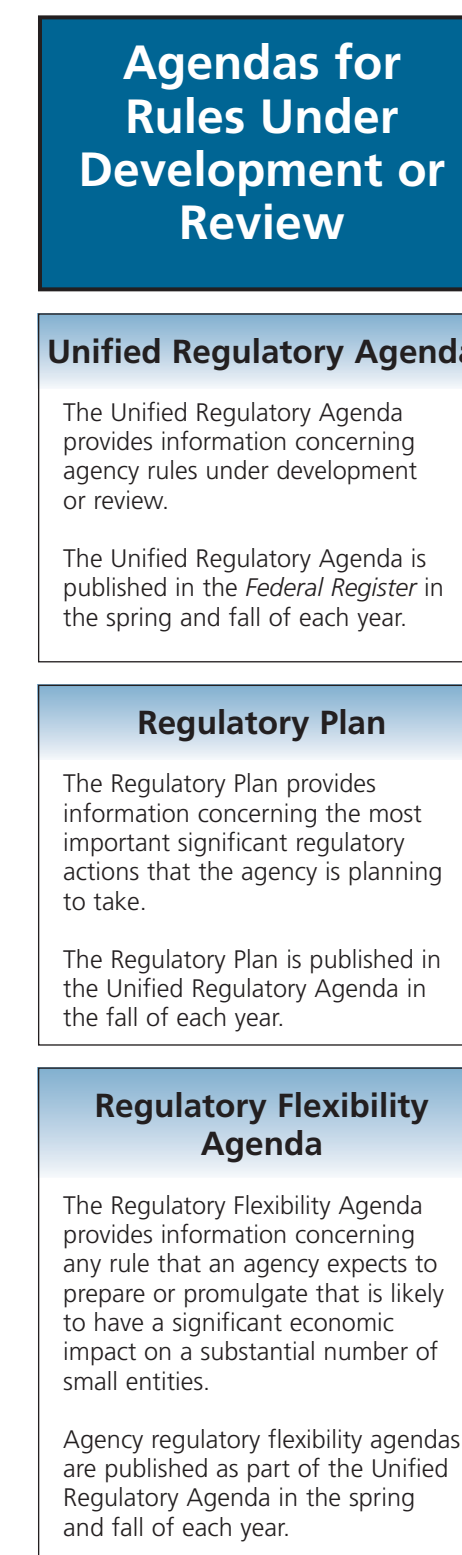 Agendas for
Rules Under
Development or
Review
Unified Regulatory Agenda
The Unified Regulatory Agenda
provides information concerning
agency rules under development
or review.
The Unified Regulatory Agenda is
published in the Federal Register in
the spring and fall of each year.
Regulatory Plan
The Regulatory Plan provides
information concerning the most
important significant regulatory
actions that the agency is planning
to take.
The Regulatory Plan is published in
the Unified Regulatory Agenda in
the fall of each year.
Regulatory Flexibility
Agenda
The Regulatory Flexibility Agenda
provides information concerning
any rule that an agency expects to
prepare or promulgate that is likely
to have a significant economic
impact on a substantial number of
small entities.
Agency regulatory flexibility agendas
are published as part of the Unified
Regulatory Agenda in the spring
and fall of each year.